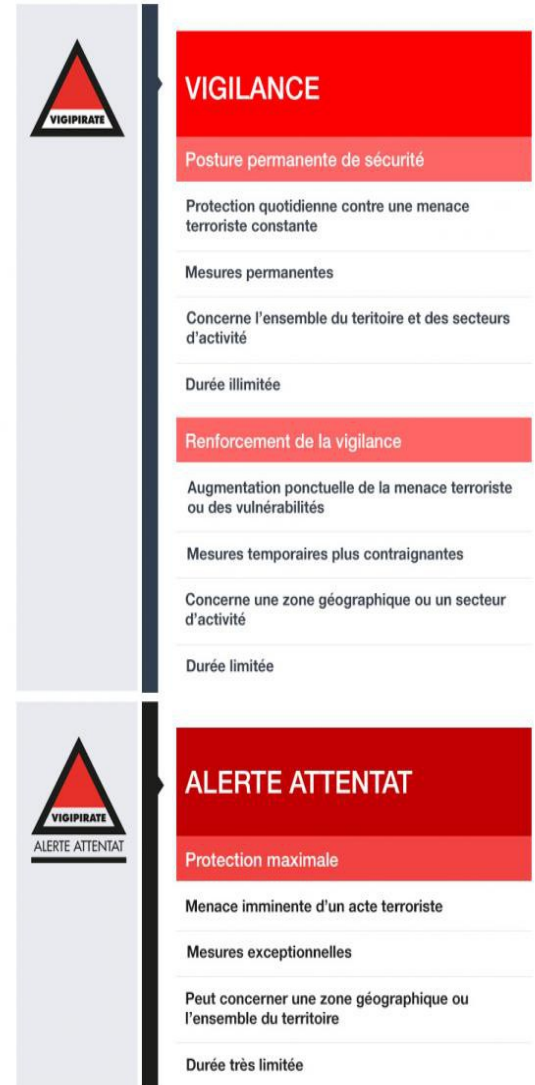 VIGIPIRATE
VIGILANCE
Posture permanente de sécurité
Protection quotidienne contre une menace
terroriste constante
Mesures permanentes
Concerne l'ensemble du teritoire et des secteurs
d'activité
Durée illimitée
Renforcement de la vigilance
Augmentation ponctuelle de la menace terroriste
ou des vulnérabilités
Mesures temporaires plus contraignantes
Concerne une zone géographique ou un secteur
d'activité
Durée limitée
VIGIPIRATE
ALERTE ATTENTAT
ALERTE ATTENTAT
Protection maximale
Menace imminente d'un acte terroriste
Mesures exceptionnelles
Peut concerner une zone géographique ou
l'ensemble du territoire
Durée très limitée